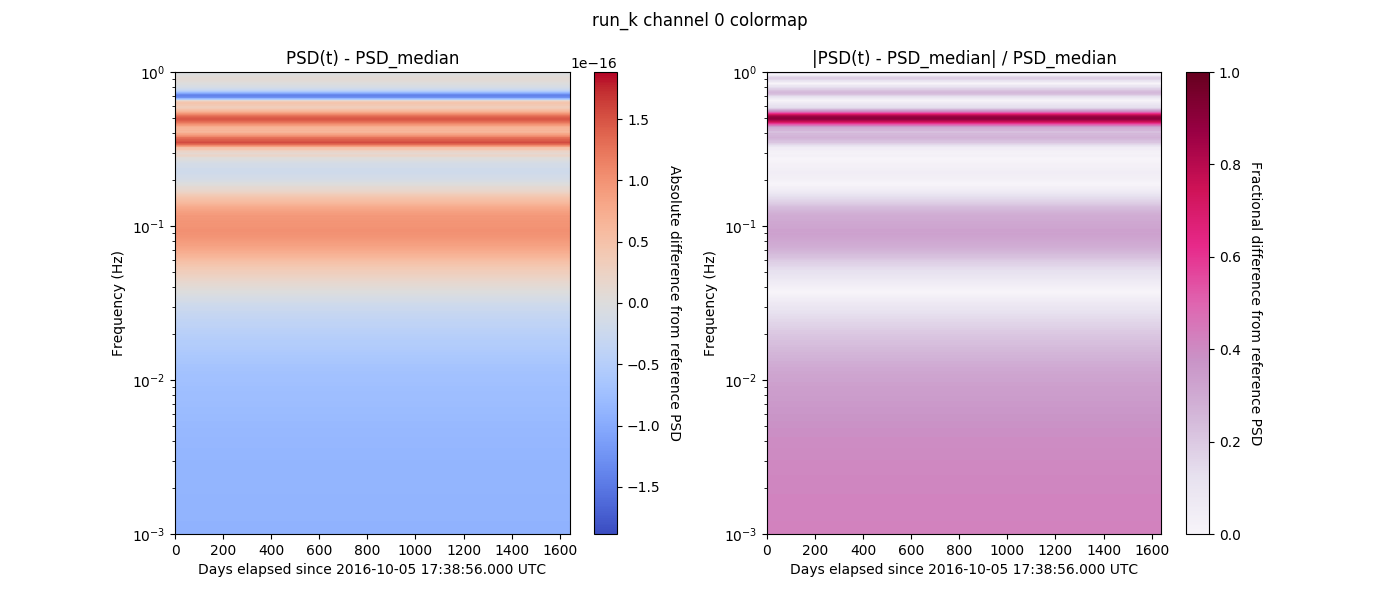 run_k channel 0 colormap
PSD(t) - PSD_median
1e−16
10⁰
10⁻¹
10⁻²
10⁻³
Frequency (Hz)
0 200 400 600 800 1000 1200 1400 1600
Days elapsed since 2016-10-05 17:38:56.000 UTC
1.5
1.0
0.5
0.0
−0.5
−1.0
−1.5
Absolute difference from reference PSD
|PSD(t) - PSD_median| / PSD_median
10⁰
10⁻¹
10⁻²
10⁻³
Frequency (Hz)
0 200 400 600 800 1000 1200 1400 1600
Days elapsed since 2016-10-05 17:38:56.000 UTC
1.0
0.8
0.6
0.4
0.2
0.0
Fractional difference from reference PSD